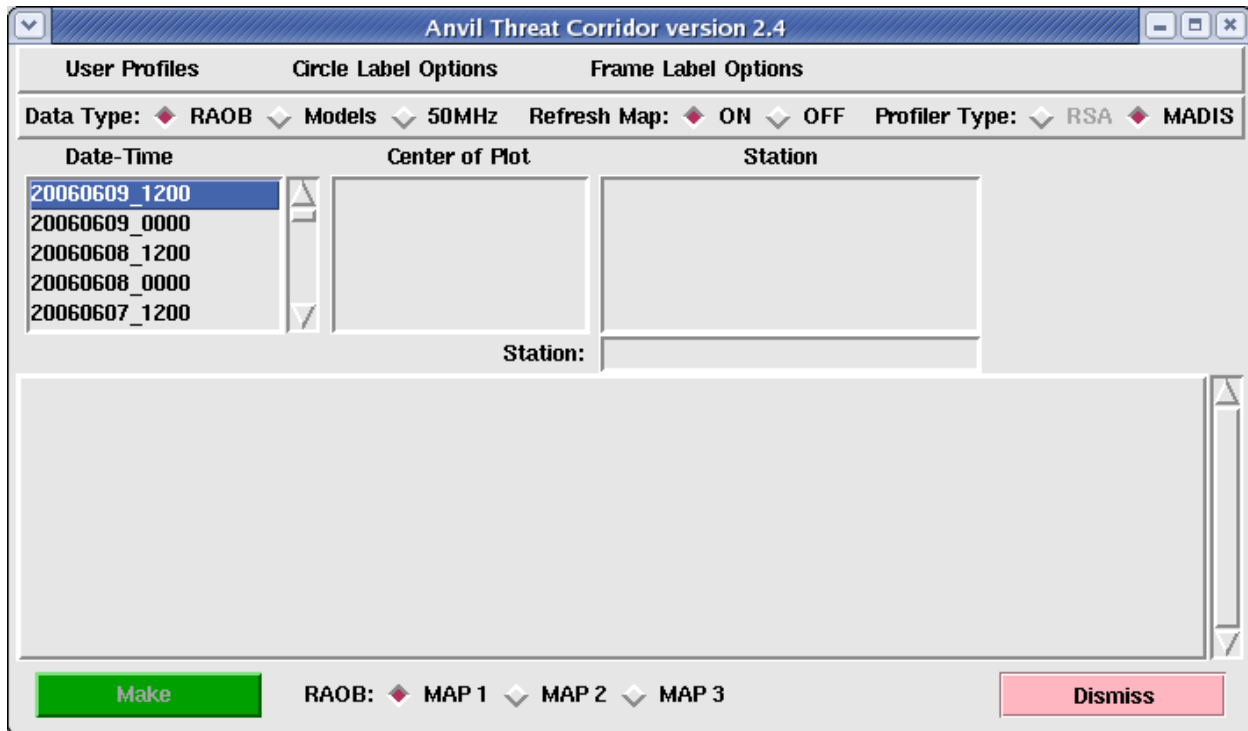 Anvil Threat Corridor version 2.4
User Profiles Circle Label Options Frame Label Options
Data Type: RAOB Models 50MHz Refresh Map: ON OFF Profiler Type: RSA MADIS
Date-Time Center of Plot Station
20060609_1200
20060609_0000
20060608_1200
20060608_0000
20060607_1200
Station:
Make RAOB: MAP 1 MAP 2 MAP 3 Dismiss